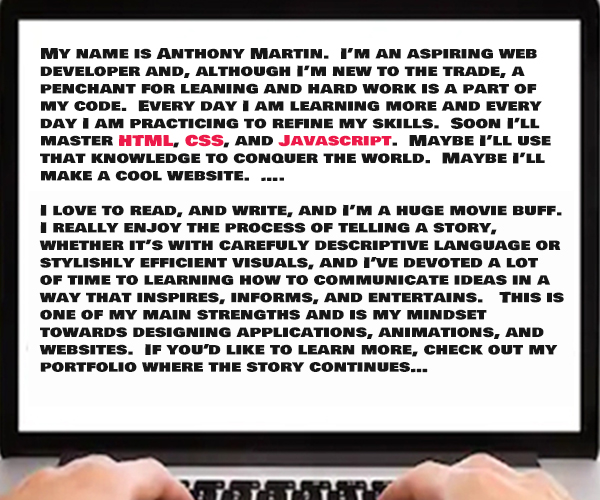 My name is Anthony Martin.  I'm an aspiring web
developer and, although I'm new to the trade, a
penchant for leaning and hard work is a part of
my code.  Every day I am learning more and every
day I am practicing to refine my skills.  Soon I'll
master HTML, CSS, and Javascript.  Maybe I'll use
that knowledge to conquer the world.  Maybe I'll
make a cool website.  ....
I love to read, and write, and I'm a huge movie buff.
I really enjoy the process of telling a story,
whether it's with carefuly descriptive language or
stylishly efficient visuals, and I've devoted a lot
of time to learning how to communicate ideas in a
way that inspires, informs, and entertains.   This is
one of my main strengths and is my mindset
towards designing applications, animations, and
websites.  If you'd like to learn more, check out my
portfolio where the story continues...